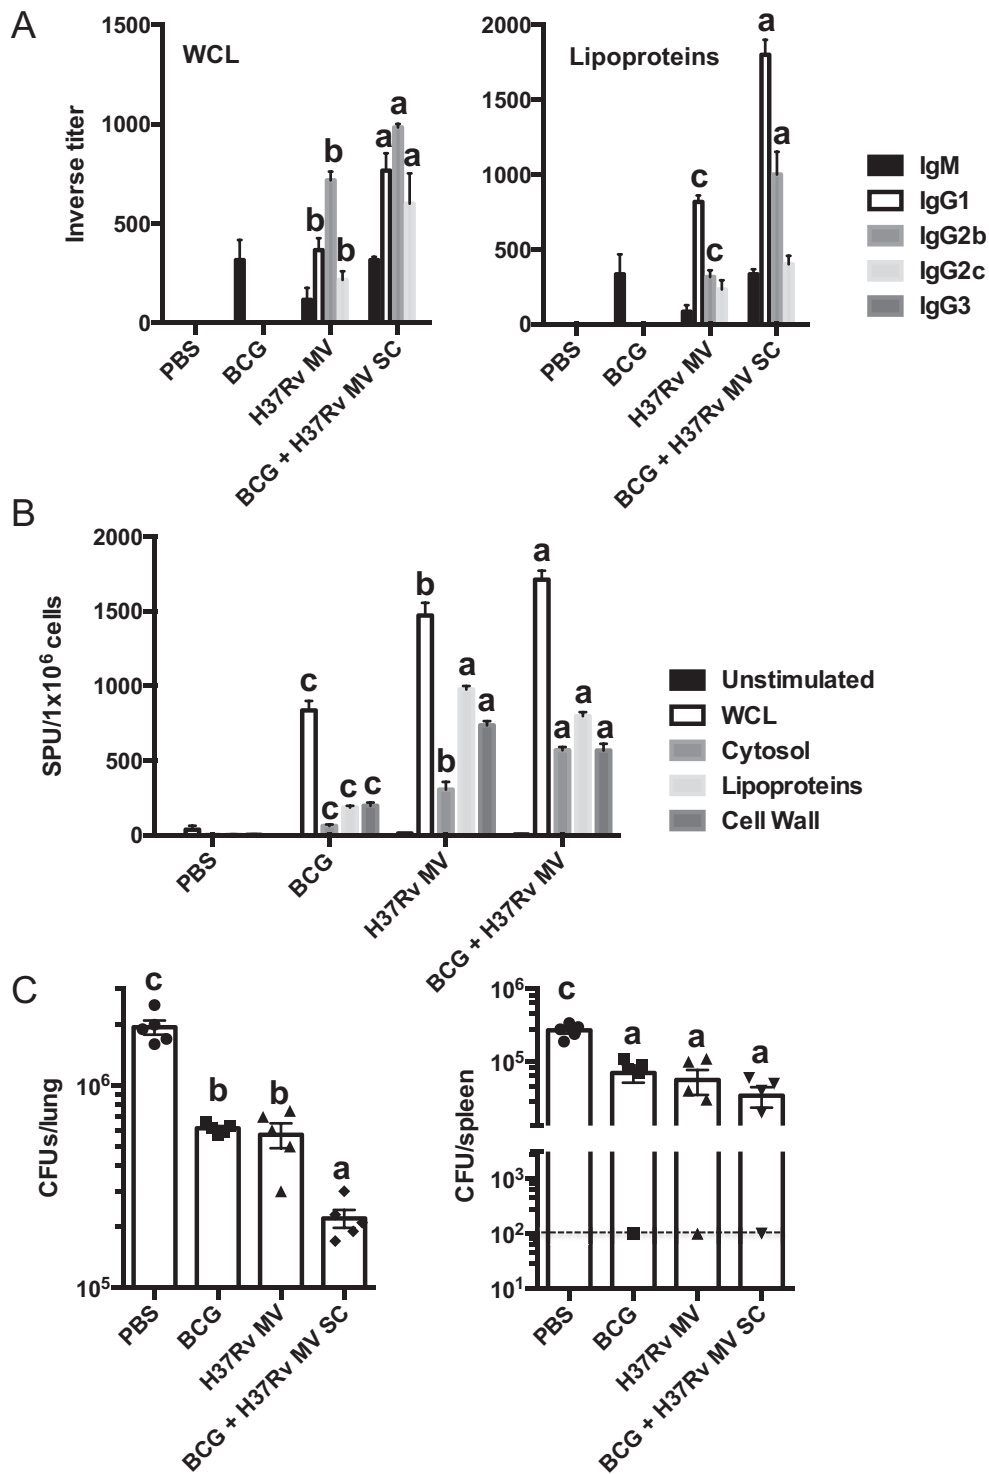 A
WCL
Inverse titer
1500
1000
500
0
b
b
b
a
a
a
PBS
BCG
H37Rv MV
BCG + H37Rv MV SC
Lipoproteins
2000
1500
1000
500
0
c
c
a
a
PBS
BCG
H37Rv MV
BCG + H37Rv MV SC
IgM
IgG1
IgG2b
IgG2c
IgG3
B
SPU/1x10⁶ cells
2000
1500
1000
500
0
c
c
c
c
b
b
a
a
a
a
a
a
PBS
BCG
H37Rv MV
BCG + H37Rv MV
Unstimulated
WCL
Cytosol
Lipoproteins
Cell Wall
C
CFUs/lung
10⁶
10⁵
c
b
b
a
PBS
BCG
H37Rv MV
BCG + H37Rv MV SC
CFU/spleen
10⁶
10⁵
10³
10²
10¹
c
a
a
a
PBS
BCG
H37Rv MV
BCG + H37Rv MV SC